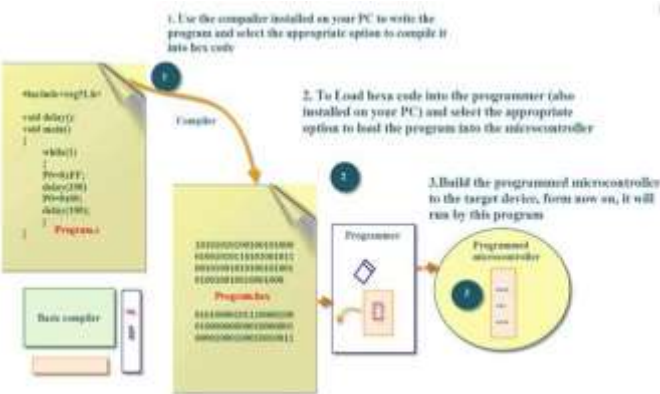 1. Use the compailer installed on your PC to write the
program and select the appropriate option to compile it
into hex code
1
#include<reg51.h>
void delay();
void main()
{
while(1)
{
P0=0xFF;
delay(100)
P0=0x00;
delay(100);
}
}
Program.c
Compiler
2. To Load hexa code into the programmer (also
installed on your PC) and select the appropriate
option to load the program into the microcontroller
2
3.Build the programmed microcontroller
to the target device, form now on, it will
run by this program
Programmer
Programmed
microcontroller
3
Program.hex
Basic compiler